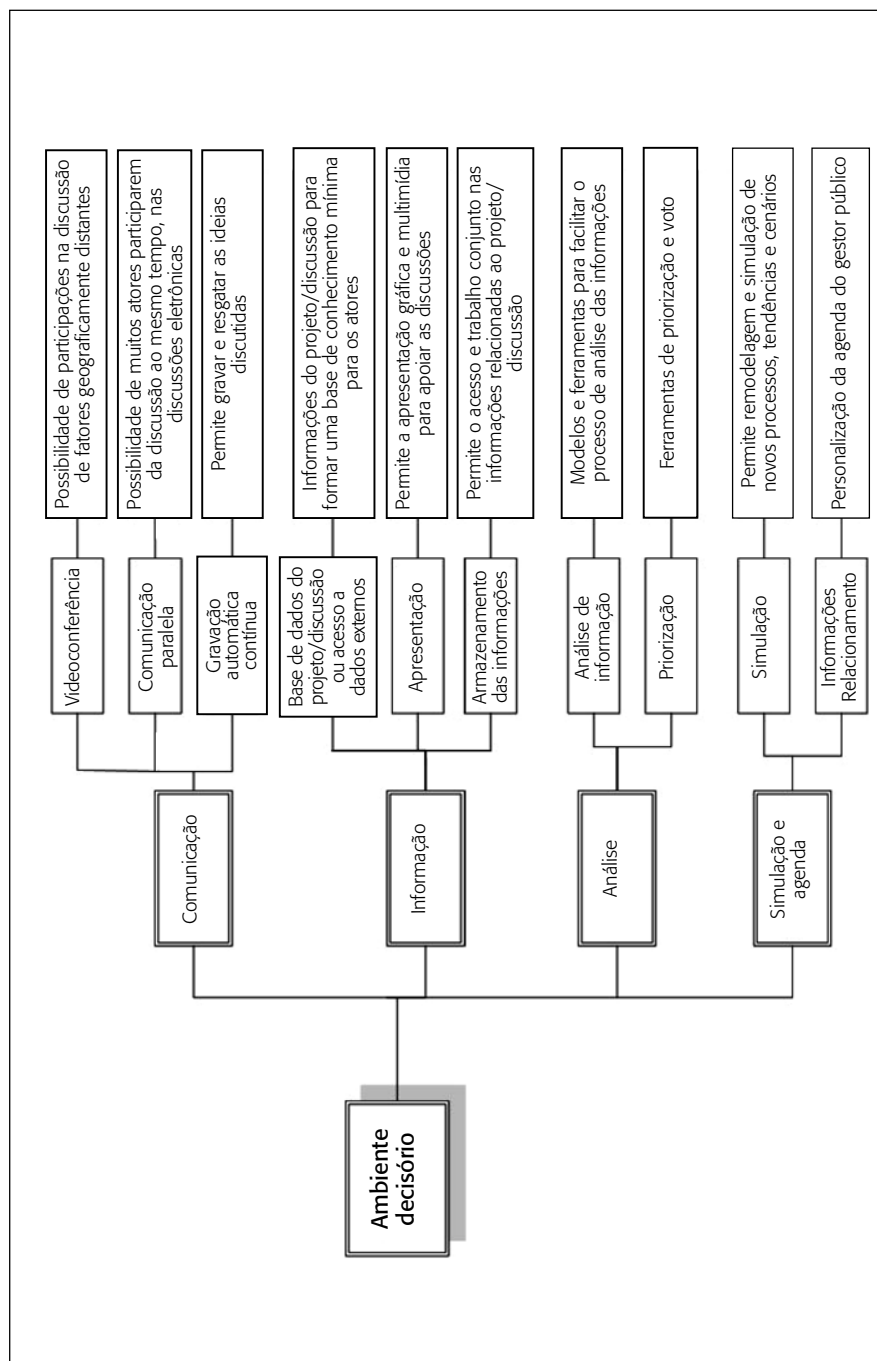 Ambiente
decisório
Comunicação
Videoconferência
Possibilidade de participações na discussão
de fatores geograficamente distantes
Comunicação
paralela
Possibilidade de muitos atores participarem
da discussão ao mesmo tempo, nas
discussões eletrônicas
Gravação
automática
contínua
Permite gravar e resgatar as ideias
discutidas
Informação
Base de dados do
projeto/discussão
ou acesso a
dados externos
Informações do projeto/discussão para
formar uma base de conhecimento mínima
para os atores
Apresentação
Permite a apresentação gráfica e multimídia
para apoiar as discussões
Armazenamento
das informações
Permite o acesso e trabalho conjunto nas
informações relacionadas ao projeto/
discussão
Análise
Análise de
informação
Modelos e ferramentas para facilitar o
processo de análise das informações
Priorização
Ferramentas de priorização e voto
Simulação e
agenda
Simulação
Permite remodelagem e simulação de
novos processos, tendências e cenários
Informações
Relacionamento
Personalização da agenda do gestor público